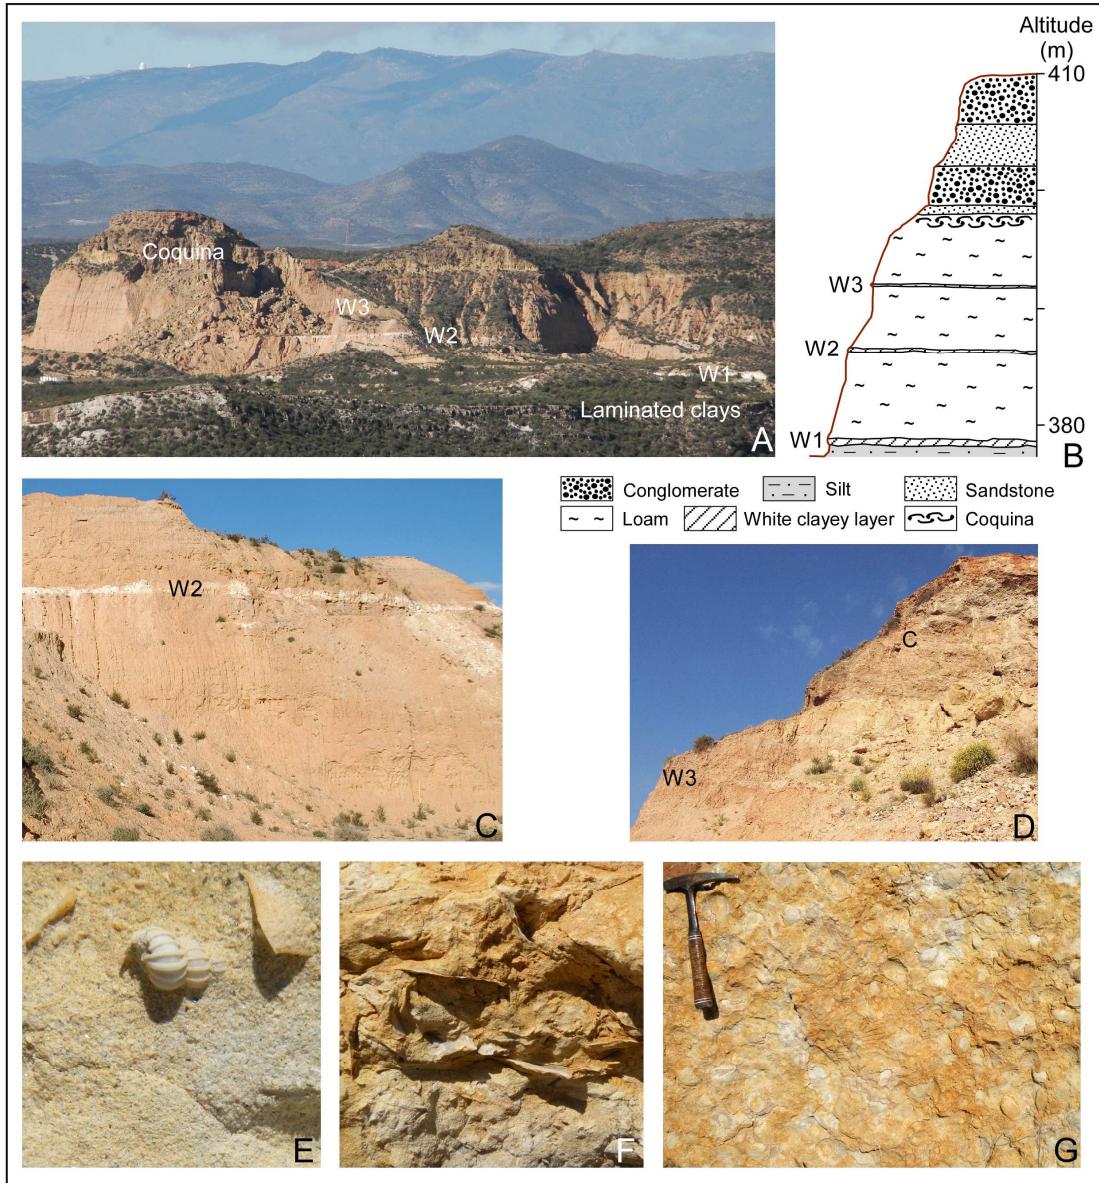 Altitude
(m)
410
Coquina
W3
W2
W1
Laminated clays
A
W3
W2
W1
380
B
Conglomerate
Silt
Sandstone
Loam
White clayey layer
Coquina
W2
C
C
W3
D
E
F
G